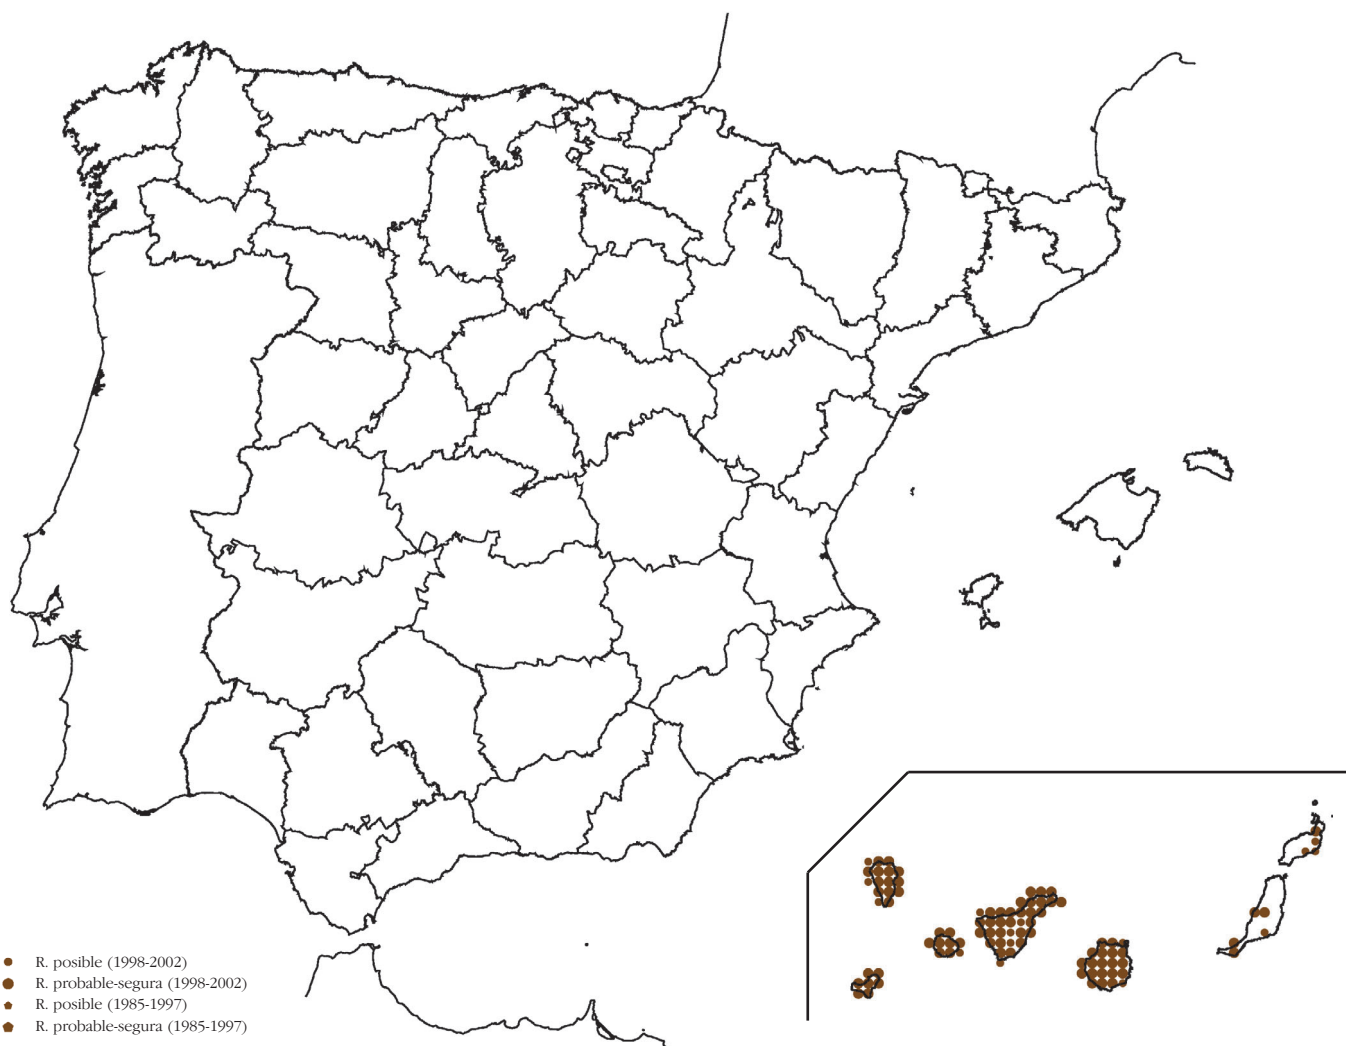 R. posible (1998-2002)
R. probable-segura (1998-2002)
R. posible (1985-1997)
R. probable-segura (1985-1997)